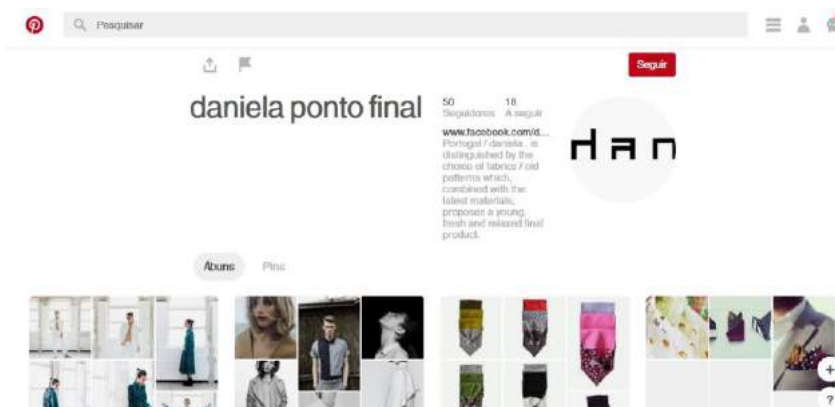 Pesquisar
Seguir
daniela ponto final
50 18
Seguidores A seguir
www.facebook.com/d...
Portugal / daniela . is
distinguished by the
choice of fabrics / old
patterns which,
combined with the
latest materials,
proposes a young,
fresh and relaxed final
product.
dan
Álbuns Pins
+
?